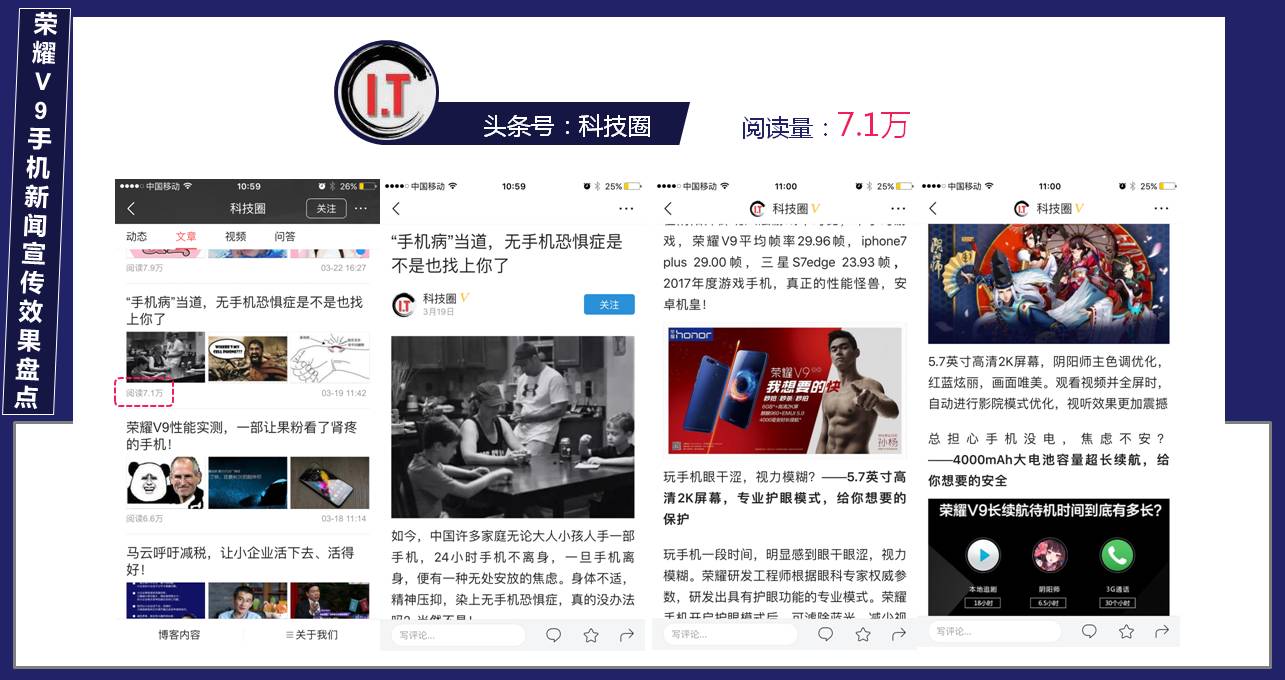 荣耀V9手机新闻宣传效果盘点
I.T
头条号：科技圈
阅读量：7.1万
中国移动
10:59
26%
科技圈
关注
动态
文章
视频
问答
阅读7.9万
03-22 16:27
“手机病”当道，无手机恐惧症是不是也找
上你了
WHERE'S MY
CELL PHONE???
阅读7.1万
03-19 11:42
荣耀V9性能实测，一部让果粉看了肾疼
的手机！
阅读6.6万
03-18 11:14
马云呼吁减税，让小企业活下去、活得
好！
博客内容
关于我们
中国移动
10:59
25%
“手机病”当道，无手机恐惧症是
不是也找上你了
I.T
科技圈 V
3月19日
关注
如今，中国许多家庭无论大人小孩人手一部
手机，24小时手机不离身，一旦手机离
身，便有一种无处安放的焦虑。身体不适，
精神压抑，染上无手机恐惧症，真的没办法
吗？当然不是！
写评论...
中国移动
11:00
25%
I.T
科技圈 V
戏，荣耀V9平均帧率29.96帧，iphone7
plus 29.00帧，三星S7edge 23.93帧，
2017年度游戏手机，真正的性能怪兽，安
卓机皇！
荣耀
honor
荣耀V9
我想要的快
孙杨
玩手机眼干涩，视力模糊？——5.7英寸高
清2K屏幕，专业护眼模式，给你想要的
保护
玩手机一段时间，明显感到眼干眼涩，视力
模糊。荣耀研发工程师根据眼科专家权威参
数，研发出具有护眼功能的专业模式。荣耀
手机开启护眼模式后，可滤除蓝光，减少视
写评论...
中国移动
11:00
25%
I.T
科技圈 V
阴阳师
5.7英寸高清2K屏幕，阴阳师主色调优化，
红蓝炫丽，画面唯美。观看视频并全屏时，
自动进行影院模式优化，视听效果更加震撼
总担心手机没电，焦虑不安？
——4000mAh大电池容量超长续航，给
你想要的安全
荣耀V9长续航待机时间到底有多长?
本地追剧
阴阳师
3G通话
18小时
6.5小时
30个小时
写评论...